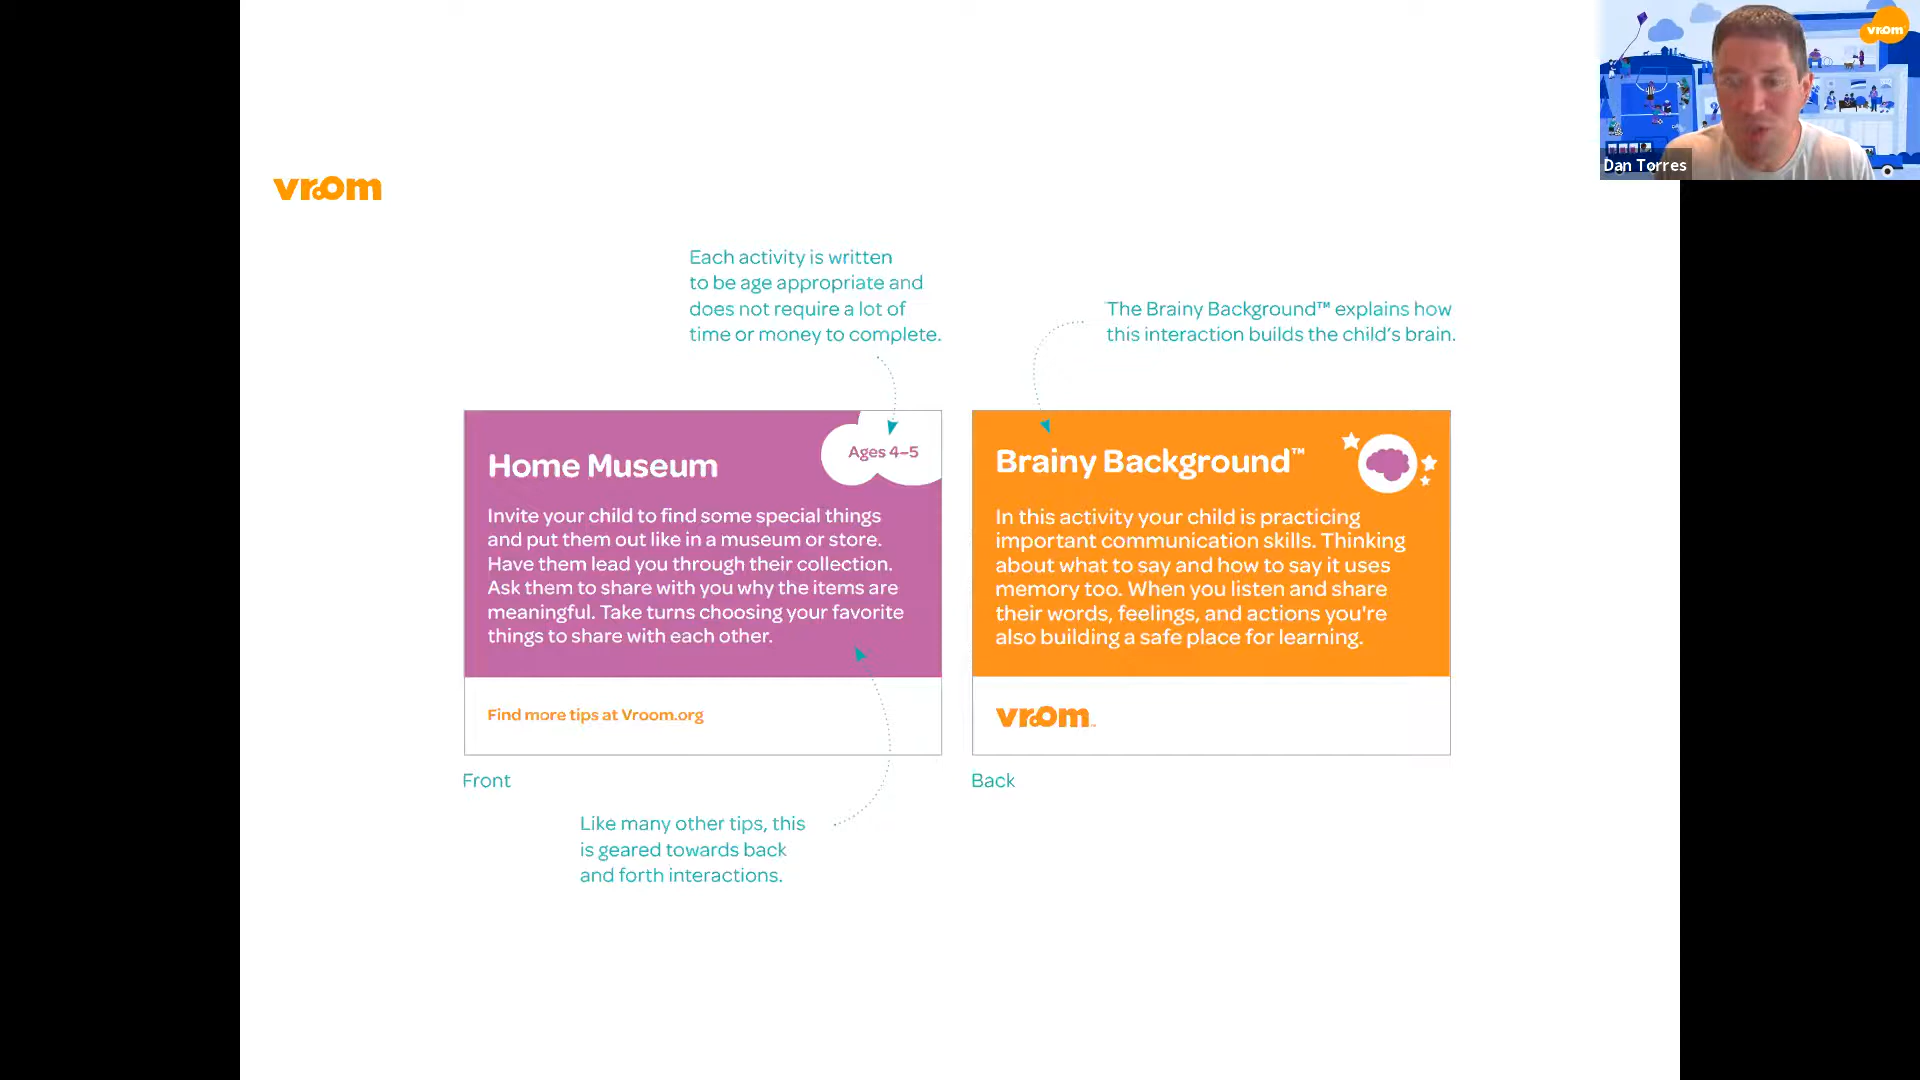 vroom
Dan Torres
vroom
Each activity is written
to be age appropriate and
does not require a lot of
time or money to complete.
The Brainy Background™ explains how
this interaction builds the child's brain.
Home Museum
Ages 4–5
Invite your child to find some special things
and put them out like in a museum or store.
Have them lead you through their collection.
Ask them to share with you why the items are
meaningful. Take turns choosing your favorite
things to share with each other.
Find more tips at Vroom.org
Front
Brainy Background™
In this activity your child is practicing
important communication skills. Thinking
about what to say and how to say it uses
memory too. When you listen and share
their words, feelings, and actions you're
also building a safe place for learning.
vroom
Back
Like many other tips, this
is geared towards back
and forth interactions.